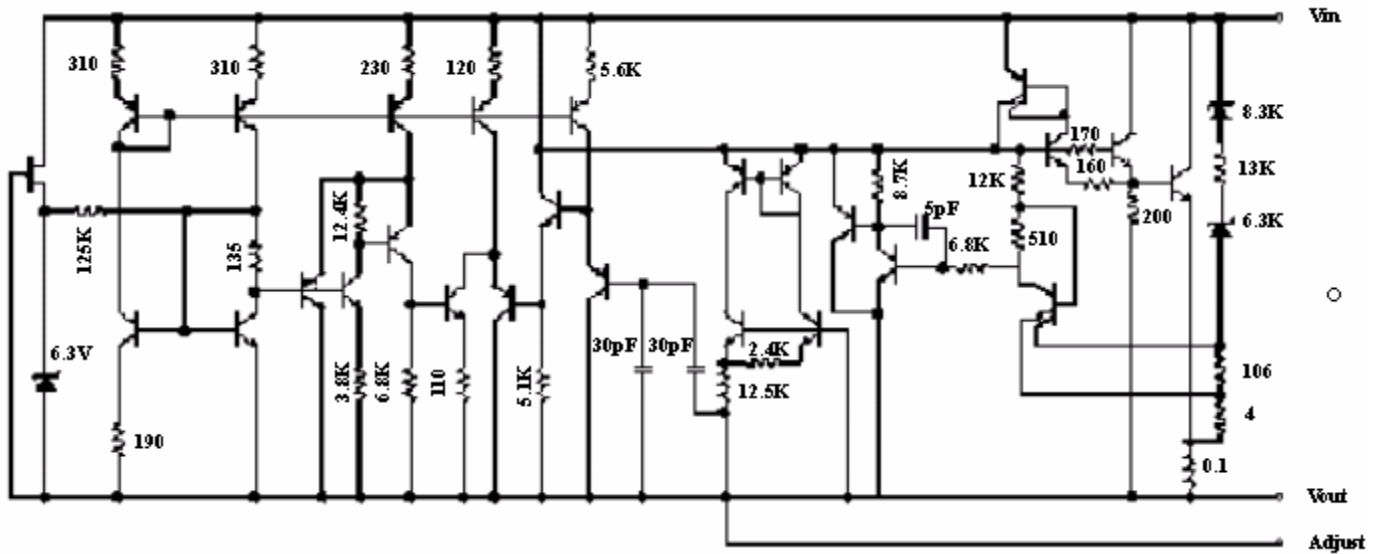 Vin
310
310
230
120
5.6K
8.3K
170
160
13K
12K
8.7K
5pF
200
6.3K
12.4K
6.8K
510
125K
135
6.3V
30pF
30pF
2.4K
3.8K
6.8K
110
5.1K
12.5K
106
4
190
0.1
Vout
Adjust